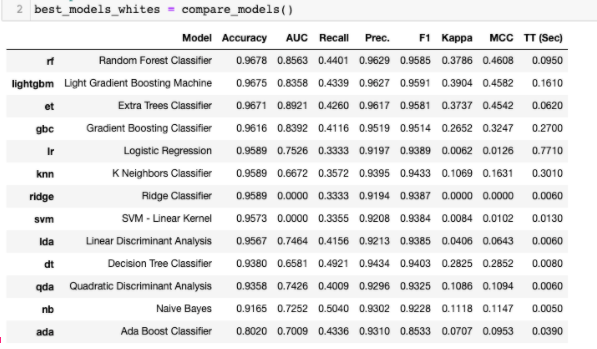 2 best_models_whites = compare_models()
Model Accuracy AUC Recall Prec. F1 Kappa MCC TT (Sec)
rf Random Forest Classifier 0.9678 0.8563 0.4401 0.9629 0.9585 0.3786 0.4608 0.0950
lightgbm Light Gradient Boosting Machine 0.9675 0.8358 0.4339 0.9617 0.9591 0.3904 0.4582 0.1610
et Extra Trees Classifier 0.9671 0.8921 0.4260 0.9617 0.9581 0.3737 0.4542 0.0620
gbc Gradient Boosting Classifier 0.9616 0.8392 0.4116 0.9519 0.9514 0.2652 0.3247 0.2700
lr Logistic Regression 0.9589 0.7526 0.3333 0.9197 0.9389 0.0062 0.0126 0.7710
knn K Neighbors Classifier 0.9589 0.6672 0.3572 0.9395 0.9433 0.1069 0.1631 0.3010
ridge Ridge Classifier 0.9589 0.0000 0.3333 0.9194 0.9387 0.0000 0.0000 0.0060
svm SVM - Linear Kernel 0.9573 0.0000 0.3355 0.9208 0.9384 0.0084 0.0102 0.0130
lda Linear Discriminant Analysis 0.9567 0.7464 0.4156 0.9213 0.9385 0.0406 0.0643 0.0060
dt Decision Tree Classifier 0.9380 0.6581 0.4921 0.9434 0.9403 0.2825 0.2852 0.0080
qda Quadratic Discriminant Analysis 0.9358 0.7426 0.4009 0.9296 0.9325 0.1086 0.1094 0.0060
nb Naive Bayes 0.9165 0.7252 0.5040 0.9302 0.9228 0.1118 0.1147 0.0050
ada Ada Boost Classifier 0.8020 0.7009 0.4336 0.9310 0.8533 0.0707 0.0953 0.0390